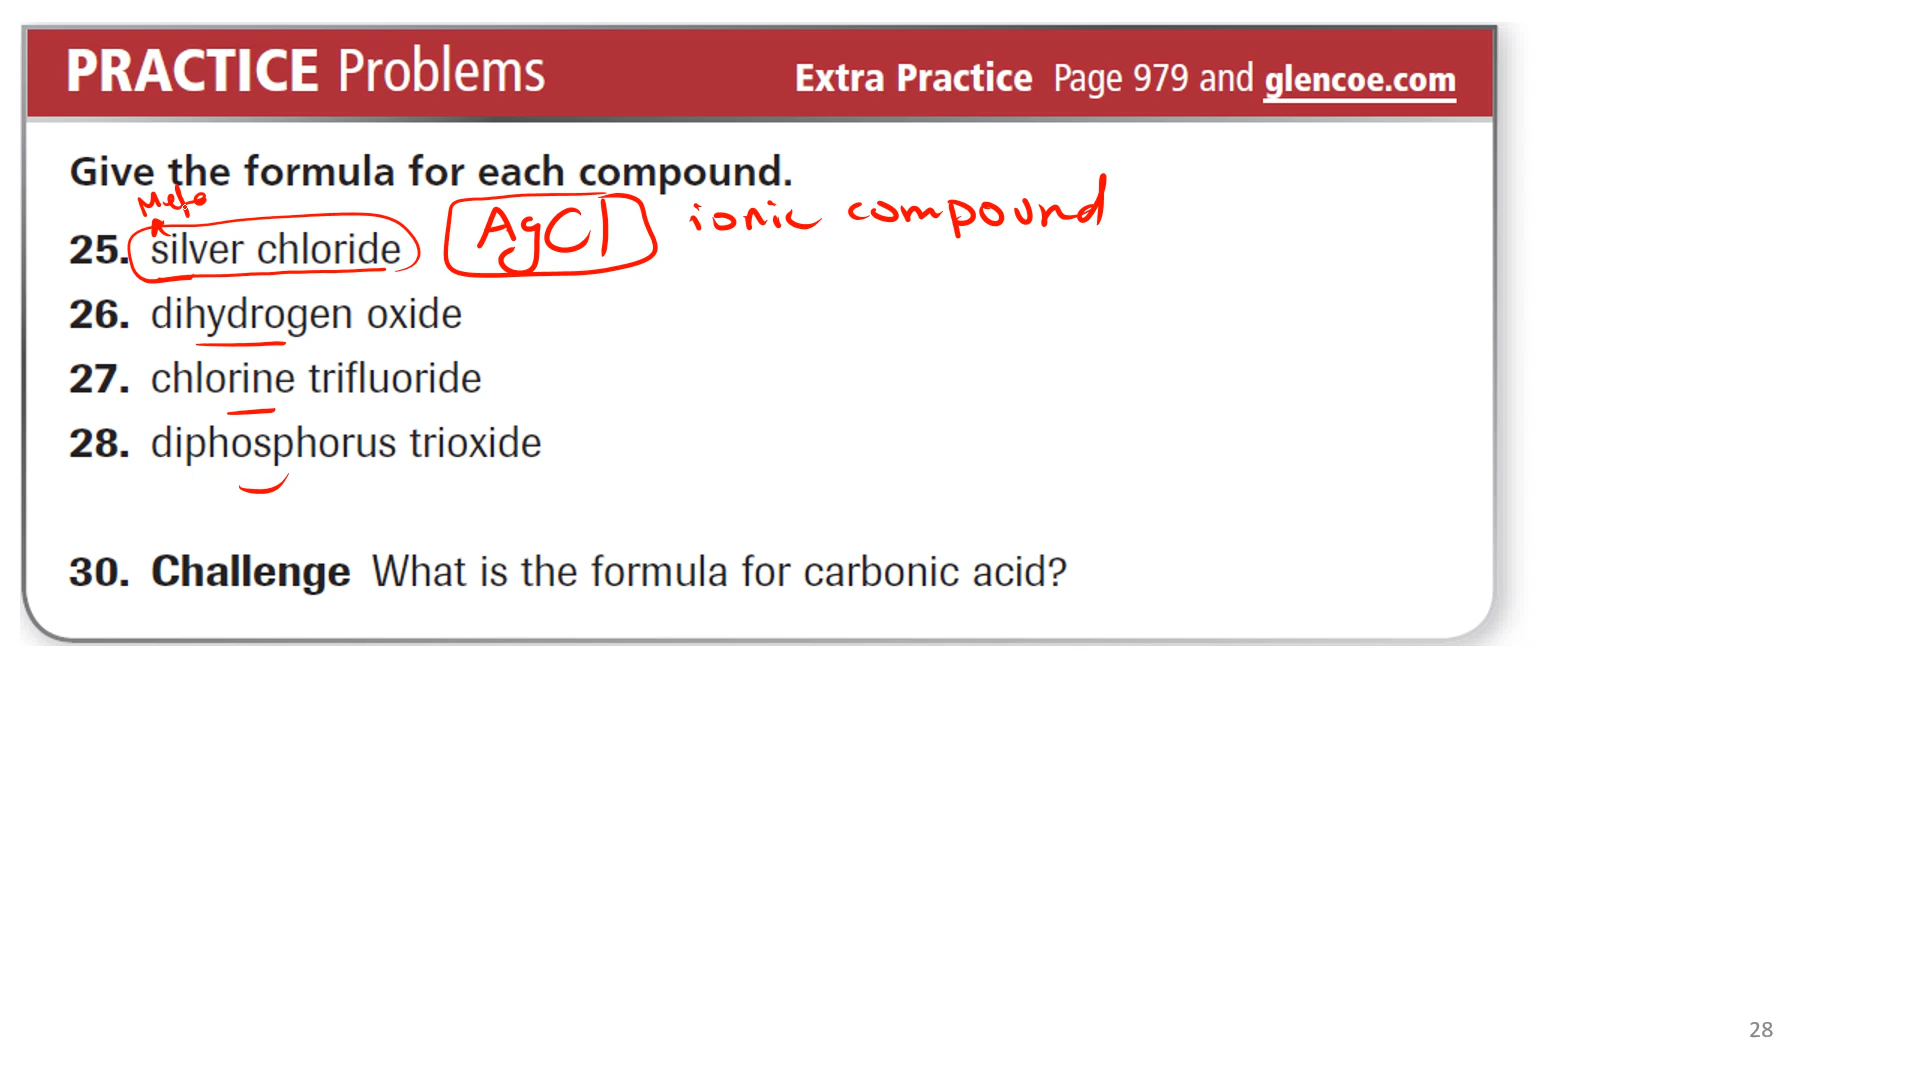 PRACTICE Problems
Extra Practice Page 979 and glencoe.com
Give the formula for each compound.
25. silver chloride AgCl ionic compound
26. dihydrogen oxide
27. chlorine trifluoride
28. diphosphorus trioxide
30. Challenge What is the formula for carbonic acid?
28